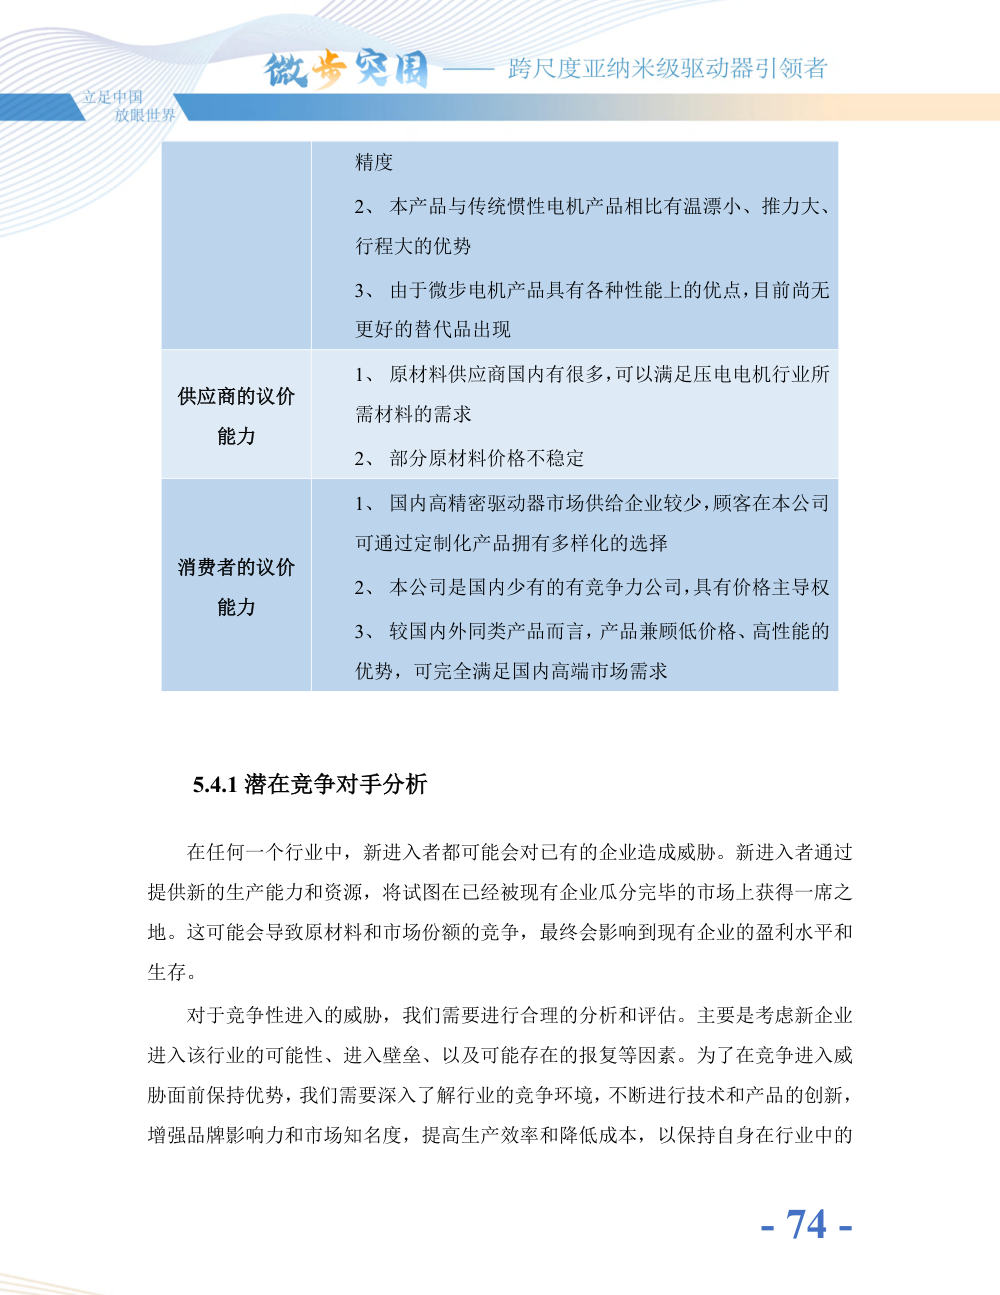 微步突围 —— 跨尺度亚纳米级驱动器引领者
立足中国
放眼世界
精度
2、 本产品与传统惯性电机产品相比有温漂小、推力大、
行程大的优势
3、 由于微步电机产品具有各种性能上的优点,目前尚无
更好的替代品出现
供应商的议价
能力
1、 原材料供应商国内有很多,可以满足压电电机行业所
需材料的需求
2、 部分原材料价格不稳定
消费者的议价
能力
1、 国内高精密驱动器市场供给企业较少,顾客在本公司
可通过定制化产品拥有多样化的选择
2、 本公司是国内少有的有竞争力公司,具有价格主导权
3、 较国内外同类产品而言，产品兼顾低价格、高性能的
优势，可完全满足国内高端市场需求
5.4.1 潜在竞争对手分析
在任何一个行业中，新进入者都可能会对已有的企业造成威胁。新进入者通过
提供新的生产能力和资源，将试图在已经被现有企业瓜分完毕的市场上获得一席之
地。这可能会导致原材料和市场份额的竞争，最终会影响到现有企业的盈利水平和
生存。
对于竞争性进入的威胁，我们需要进行合理的分析和评估。主要是考虑新企业
进入该行业的可能性、进入壁垒、以及可能存在的报复等因素。为了在竞争进入威
胁面前保持优势，我们需要深入了解行业的竞争环境，不断进行技术和产品的创新，
增强品牌影响力和市场知名度，提高生产效率和降低成本，以保持自身在行业中的
- 74 -